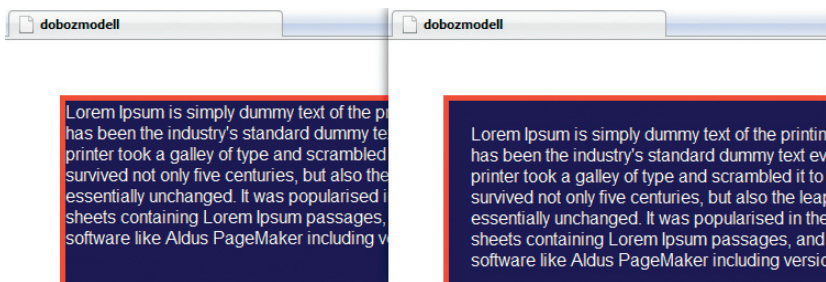 dobozmodell
Lorem Ipsum is simply dummy text of the pr
has been the industry's standard dummy te
printer took a galley of type and scrambled
survived not only five centuries, but also the
essentially unchanged. It was popularised i
sheets containing Lorem Ipsum passages,
software like Aldus PageMaker including v
dobozmodell
Lorem Ipsum is simply dummy text of the printin
has been the industry's standard dummy text ev
printer took a galley of type and scrambled it to
survived not only five centuries, but also the leap
essentially unchanged. It was popularised in the
sheets containing Lorem Ipsum passages, and
software like Aldus PageMaker including versio